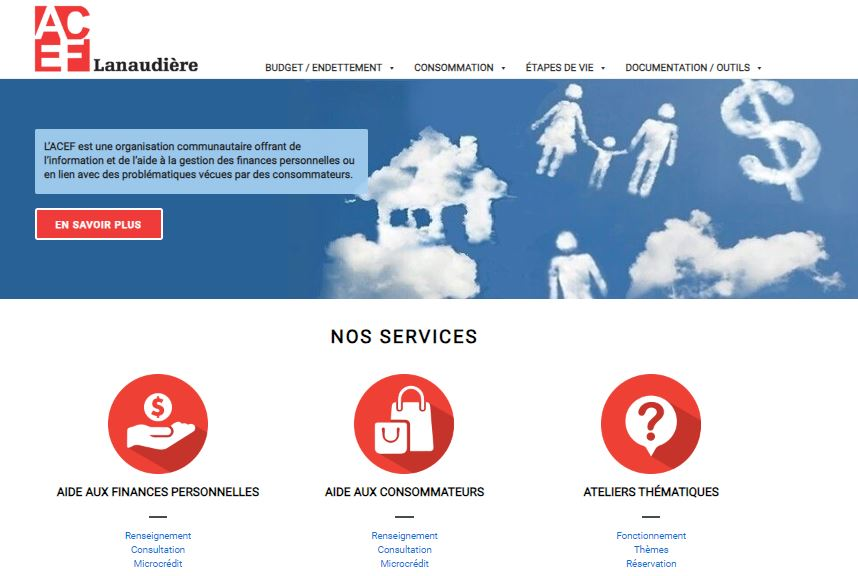 AC
EF Lanaudière
BUDGET / ENDETTEMENT CONSOMMATION ÉTAPES DE VIE DOCUMENTATION / OUTILS
L'ACEF est une organisation communautaire offrant de
l'information et de l'aide à la gestion des finances personnelles ou
en lien avec des problématiques vécues par des consommateurs.
EN SAVOIR PLUS
$
NOS SERVICES
$
?
AIDE AUX FINANCES PERSONNELLES
Renseignement
Consultation
Microcrédit
AIDE AUX CONSOMMATEURS
Renseignement
Consultation
Microcrédit
ATELIERS THÉMATIQUES
Fonctionnement
Thèmes
Réservation